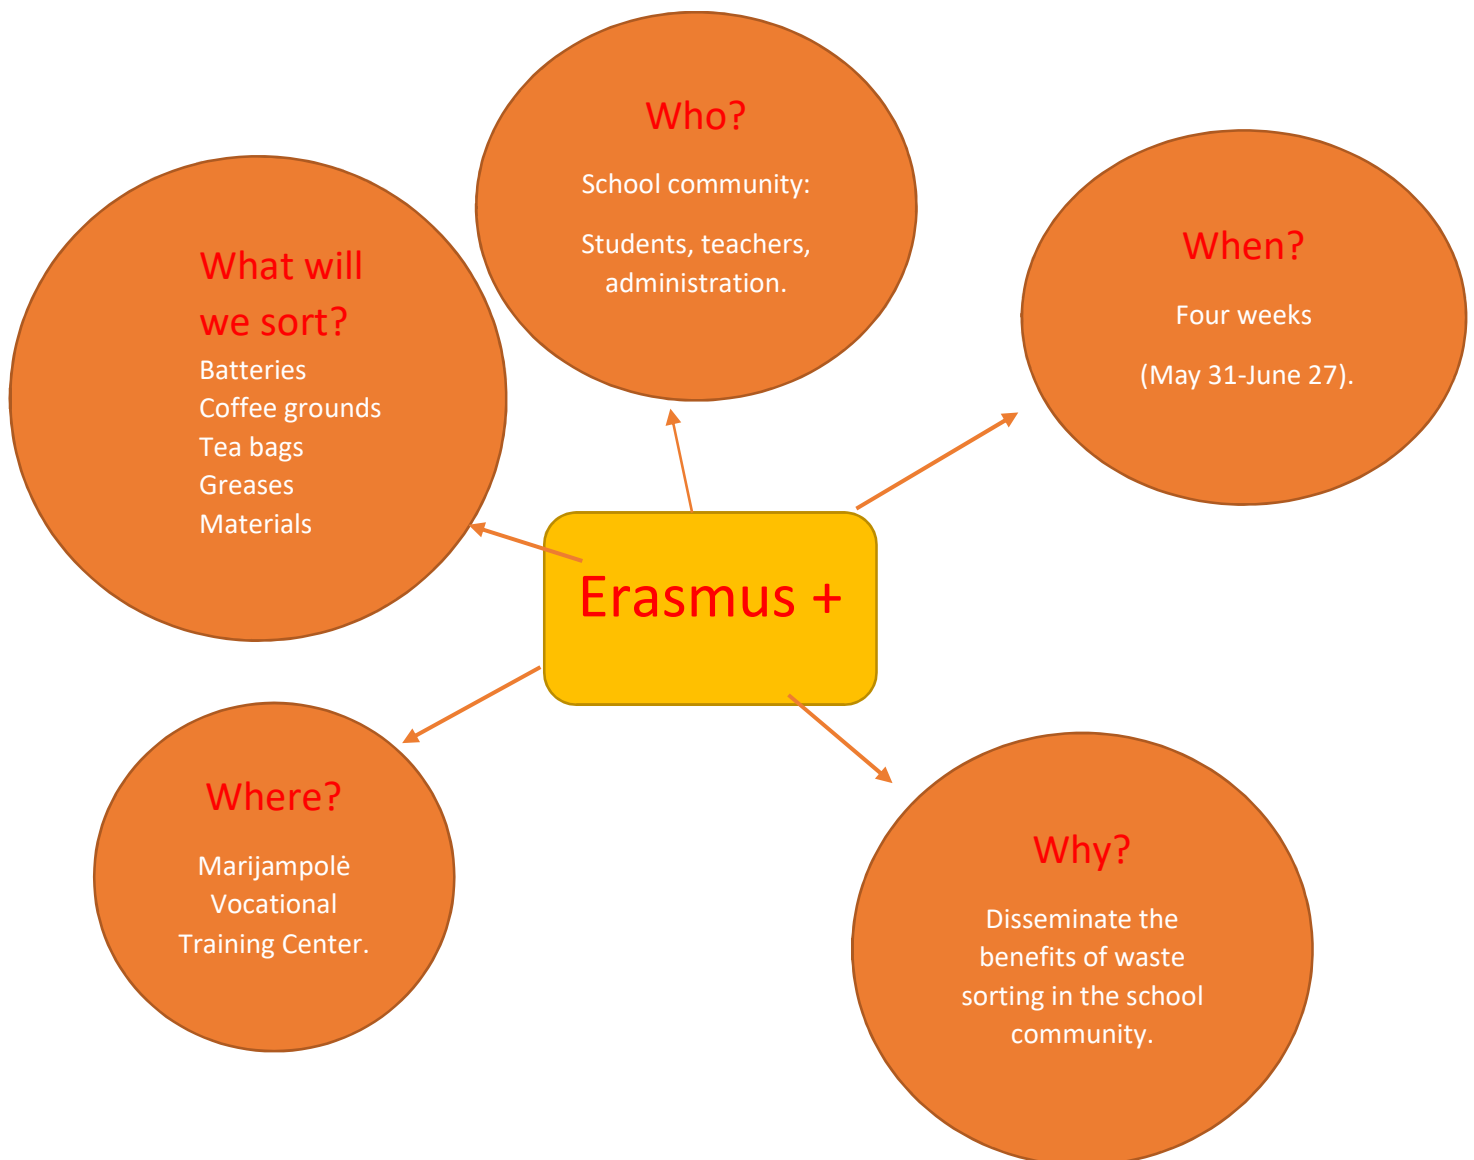 Who?
School community:
Students, teachers,
administration.
What will
we sort?
Batteries
Coffee grounds
Tea bags
Greases
Materials
When?
Four weeks
(May 31-June 27).
Erasmus +
Where?
Marijampolė
Vocational
Training Center.
Why?
Disseminate the
benefits of waste
sorting in the school
community.